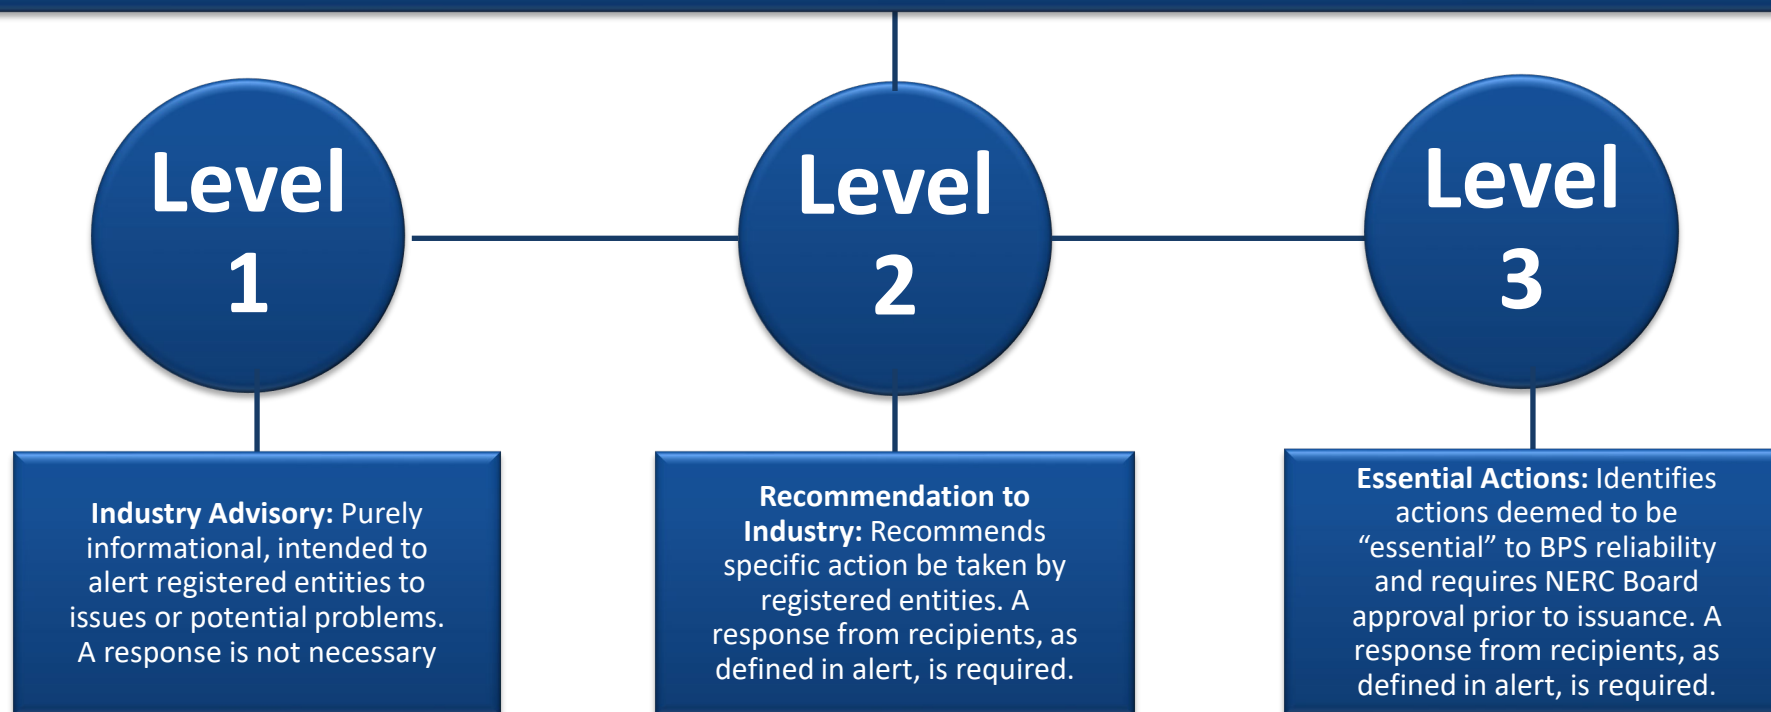 Level
1
Level
2
Level
3
Industry Advisory: Purely
informational, intended to
alert registered entities to
issues or potential problems.
A response is not necessary
Recommendation to
Industry: Recommends
specific action be taken by
registered entities. A
response from recipients, as
defined in alert, is required.
Essential Actions: Identifies
actions deemed to be
“essential” to BPS reliability
and requires NERC Board
approval prior to issuance. A
response from recipients, as
defined in alert, is required.